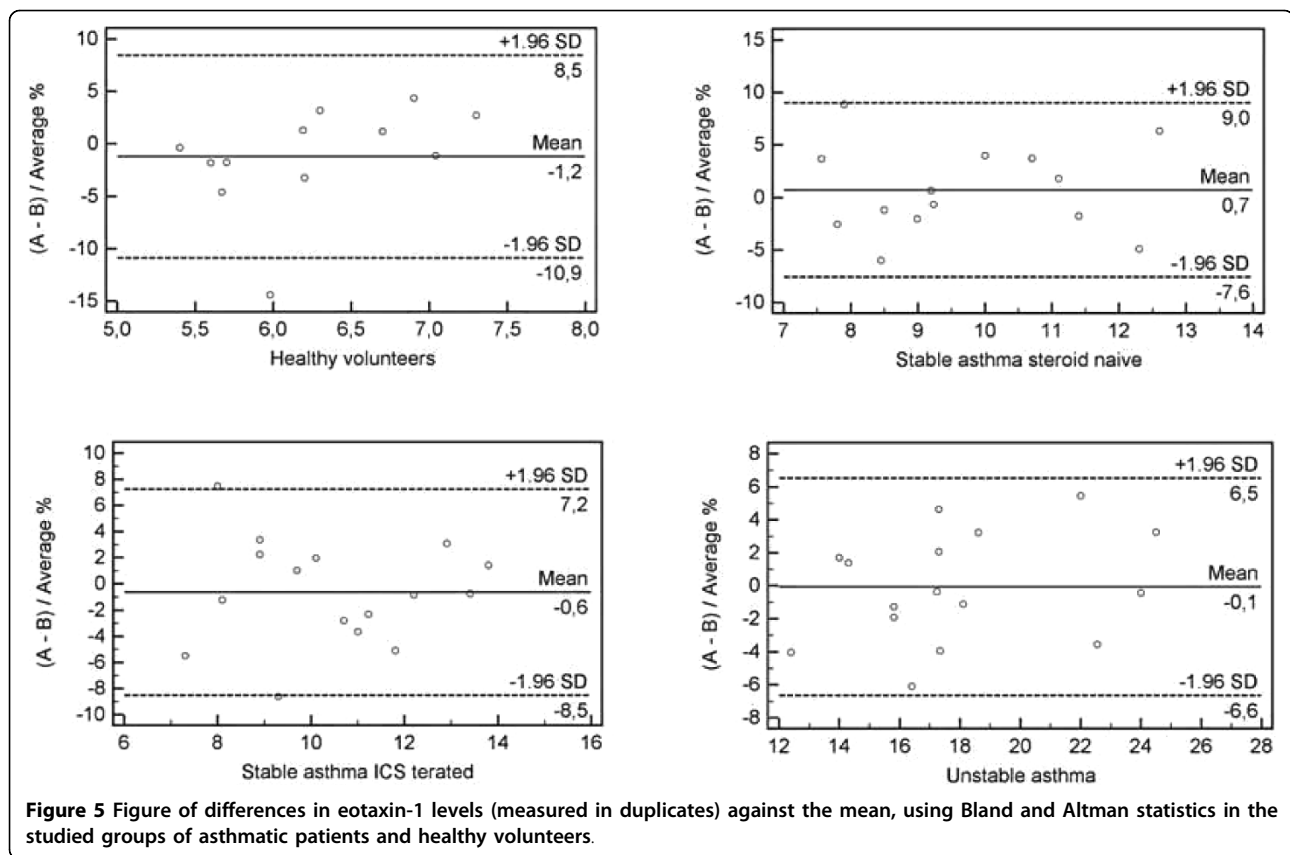 10
5
0
-5
-10
-15
(A - B) / Average %
+1.96 SD
8,5
Mean
-1,2
-1.96 SD
-10,9
5,0 5,5 6,0 6,5 7,0 7,5 8,0
Healthy volunteers
15
10
5
0
-5
-10
(A - B) / Average %
+1.96 SD
9,0
Mean
0,7
-1.96 SD
-7,6
7 8 9 10 11 12 13 14
Stable asthma steroid naive
10
8
6
4
2
0
-2
-4
-6
-8
-10
(A - B) / Average %
+1.96 SD
7,2
Mean
-0,6
-1.96 SD
-8,5
6 8 10 12 14 16
Stable asthma ICS terated
8
6
4
2
0
-2
-4
-6
-8
(A - B) / Average %
+1.96 SD
6,5
Mean
-0,1
-1.96 SD
-6,6
12 14 16 18 20 22 24 26 28
Unstable asthma
Figure 5 Figure of differences in eotaxin-1 levels (measured in duplicates) against the mean, using Bland and Altman statistics in the
studied groups of asthmatic patients and healthy volunteers.